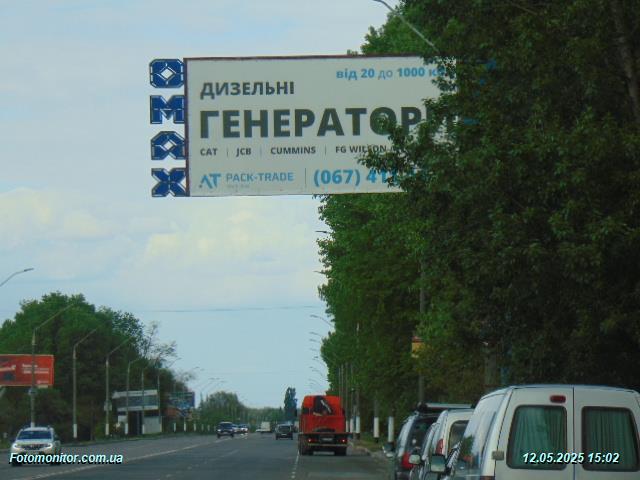 ОМАХ
від 20 до 1000
ДИЗЕЛЬНІ
ГЕНЕРАТОРИ
CAT | JCB | CUMMINS | FG WILSON
PACK-TRADE
(067)
Fotomonitor.com.ua
12.05.2025 15:02